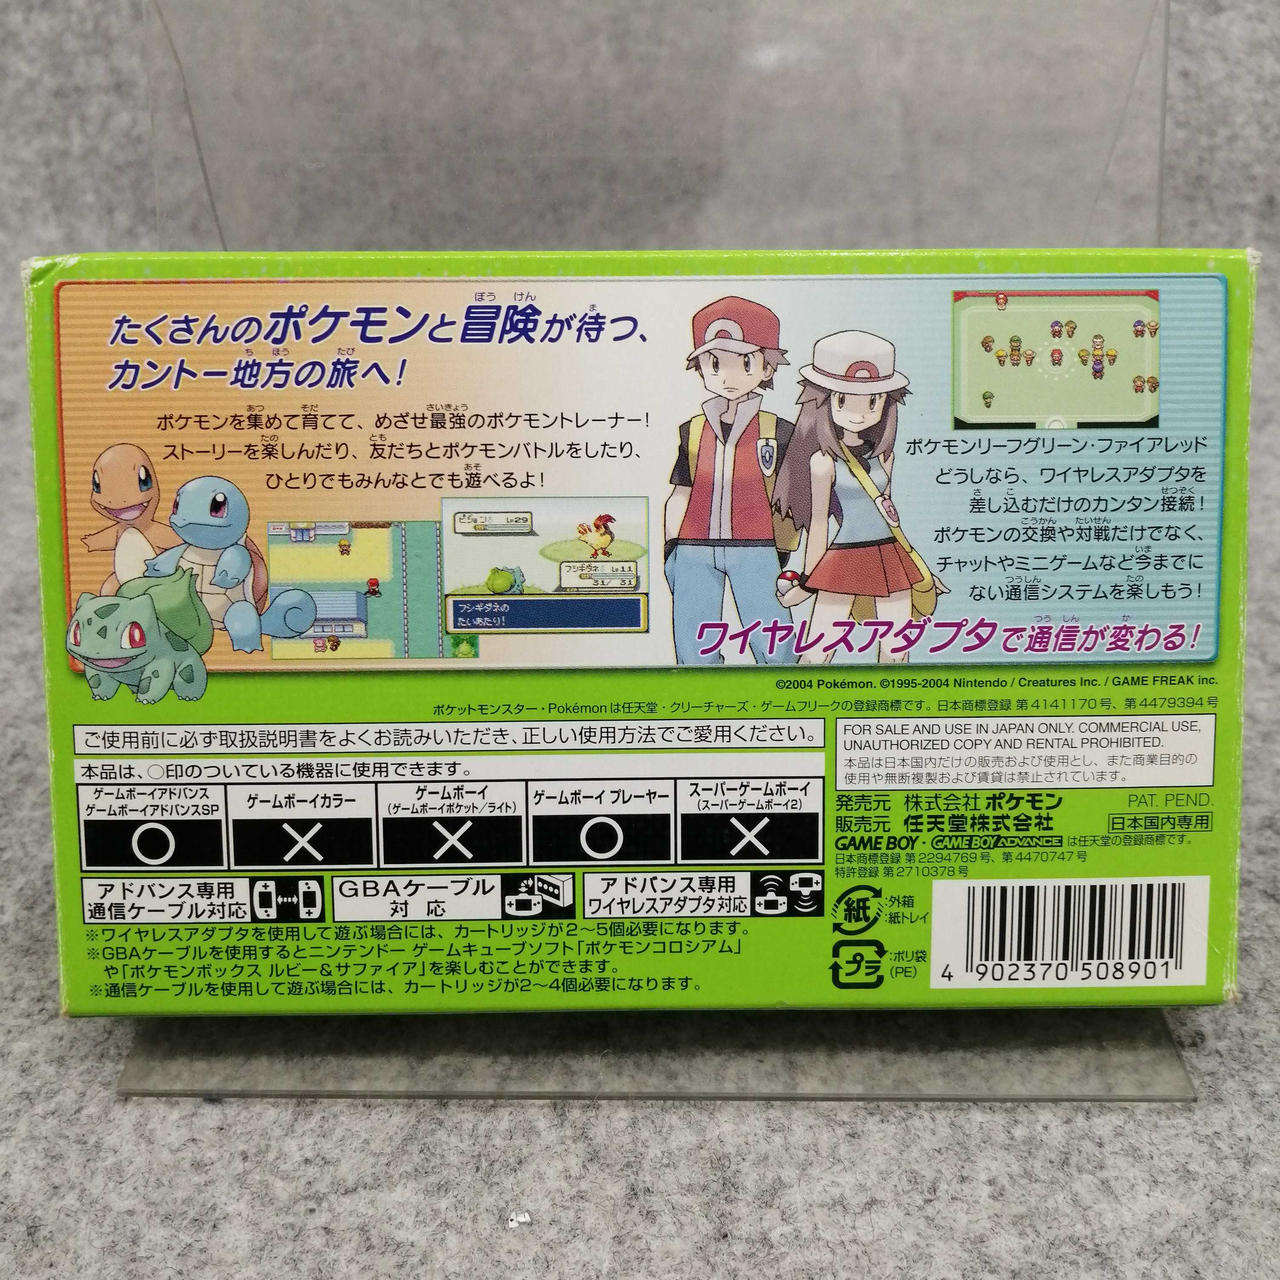 たくさんのポケモンと冒険が待つ、
カントー地方の旅へ!
ポケモンを集めて育てて、めざせ最強のポケモントレーナー!
ストーリーを楽しんだり、友だちとポケモンバトルをしたり、
ひとりでもみんなとでも遊べるよ!
Lv29
フシギダネ Lv11
31/ 31
フシギダネの
たいあたり!
ポケモンリーフグリーン・ファイアレッド
どうしなら、ワイヤレスアダプタを
差し込むだけのカンタン接続!
ポケモンの交換や対戦だけでなく、
チャットやミニゲームなど今までに
ない通信システムを楽しもう!
ワイヤレスアダプタで通信が変わる!
©2004 Pokémon. ©1995-2004 Nintendo / Creatures Inc. / GAME FREAK inc.
ポケットモンスター・Pokémonは任天堂・クリーチャーズ・ゲームフリークの登録商標です。日本商標登録 第4141170号、第4479394号
ご使用前に必ず取扱説明書をよくお読みいただき、正しい使用方法でご愛用ください。
本品は、○印のついている機器に使用できます。
ゲームボーイアドバンス
ゲームボーイアドバンスSP
○
ゲームボーイカラー
×
ゲームボーイ
(ゲームボーイポケット/ライト)
×
ゲームボーイ プレーヤー
○
スーパーゲームボーイ
(スーパーゲームボーイ2)
×
アドバンス専用
通信ケーブル対応
GBAケーブル
対 応
アドバンス専用
ワイヤレスアダプタ対応
※ワイヤレスアダプタを使用して遊ぶ場合には、カートリッジが2~5個必要になります。
※GBAケーブルを使用するとニンテンドー ゲームキューブソフト「ポケモンコロシアム」
や「ポケモンボックス ルビー&サファイア」を楽しむことができます。
※通信ケーブルを使用して遊ぶ場合には、カートリッジが2~4個必要になります。
FOR SALE AND USE IN JAPAN ONLY. COMMERCIAL USE,
UNAUTHORIZED COPY AND RENTAL PROHIBITED.
本品は日本国内だけの販売および使用とし、また商業目的の
使用や無断複製および賃貸は禁止されています。
発売元 株式会社ポケモン PAT. PEND.
販売元 任天堂株式会社 日本国内専用
GAME BOY・GAME BOY ADVANCE は任天堂の登録商標です。
日本商標登録 第2294769号、第4470747号
特許登録 第2710378号
紙 :外箱
:紙トレイ
プラ :ポリ袋
(PE)
4 902370 508901